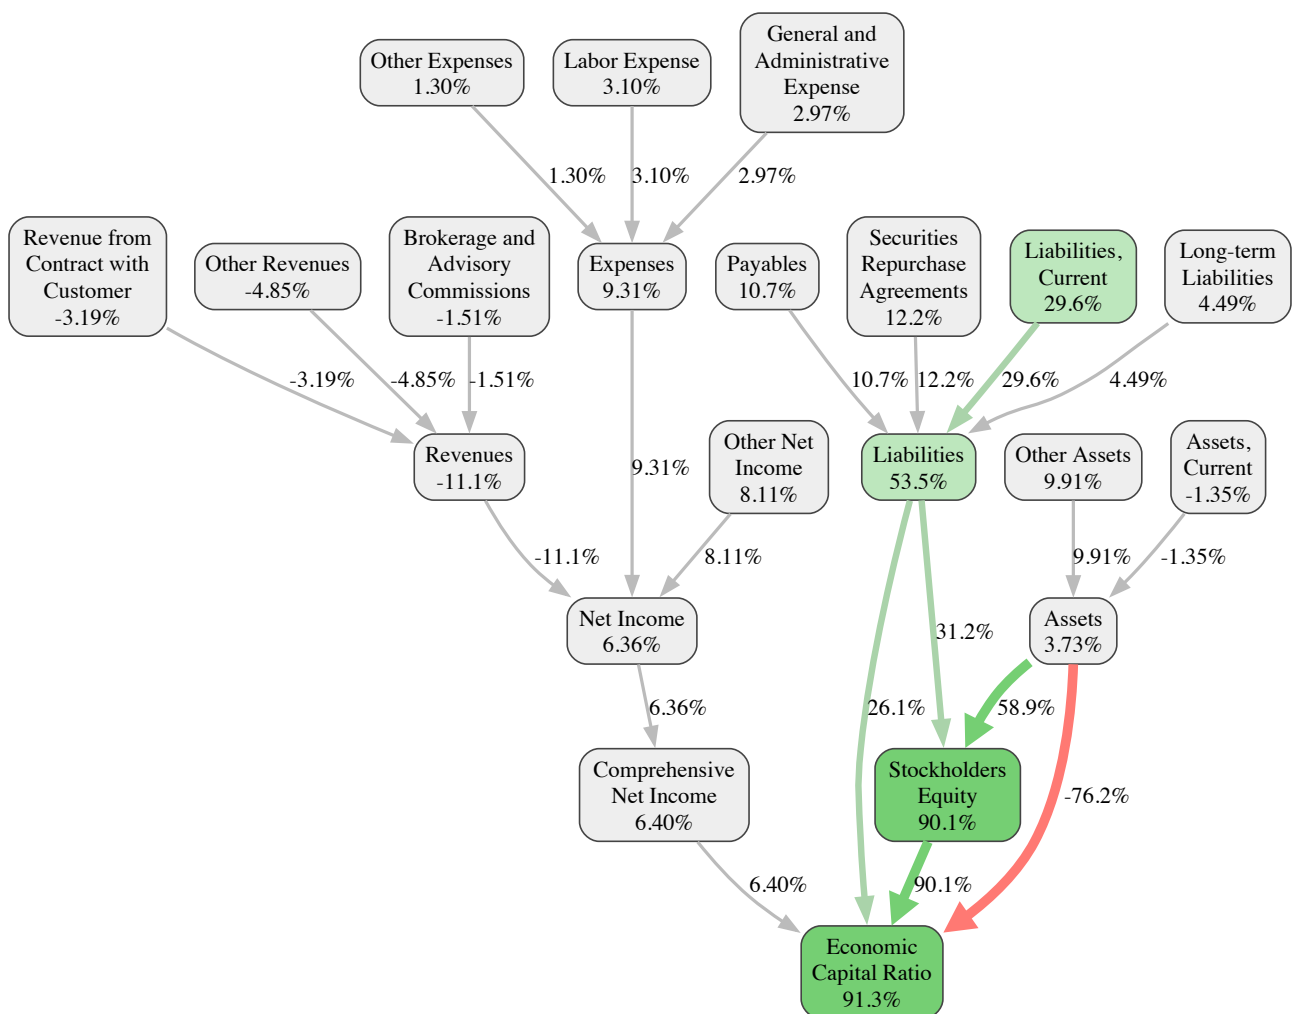 Other Expenses
1.30%
Labor Expense
3.10%
General and
Administrative
Expense
2.97%
1.30%
3.10%
2.97%
Revenue from
Contract with
Customer
-3.19%
Other Revenues
-4.85%
Brokerage and
Advisory
Commissions
-1.51%
Expenses
9.31%
Payables
10.7%
Securities
Repurchase
Agreements
12.2%
Liabilities,
Current
29.6%
Long-term
Liabilities
4.49%
-3.19%
-4.85%
-1.51%
10.7%
12.2%
29.6%
4.49%
Revenues
-11.1%
9.31%
Other Net
Income
8.11%
Liabilities
53.5%
Other Assets
9.91%
Assets,
Current
-1.35%
-11.1%
8.11%
9.91%
-1.35%
Net Income
6.36%
31.2%
Assets
3.73%
6.36%
26.1%
58.9%
Comprehensive
Net Income
6.40%
Stockholders
Equity
90.1%
-76.2%
6.40%
90.1%
Economic
Capital Ratio
91.3%